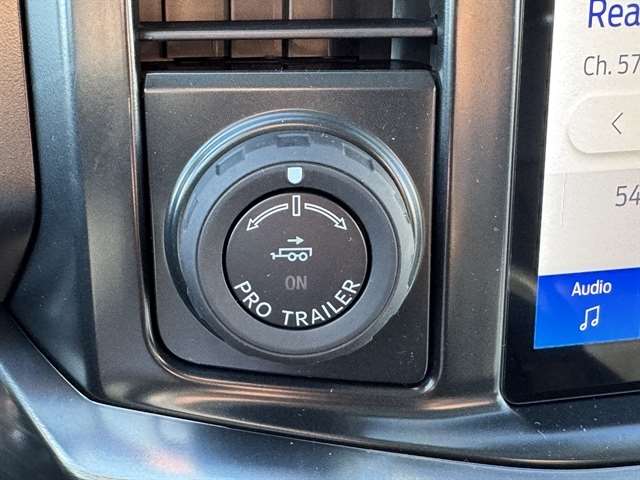 ON
PRO TRAILER
Rea
Ch. 57
54
Audio